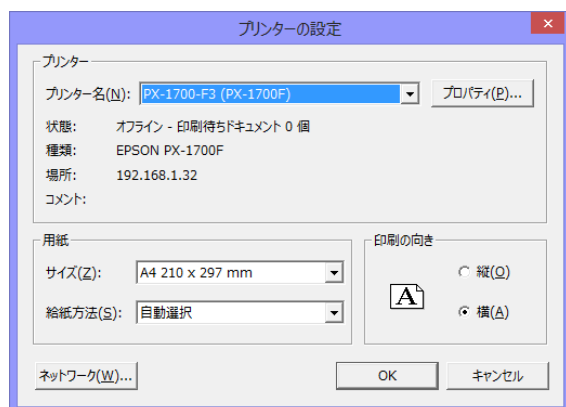 プリンターの設定
プリンター
プリンター名(N): PX-1700-F3 (PX-1700F) プロパティ(P)...
状態: オフライン - 印刷待ちドキュメント 0 個
種類: EPSON PX-1700F
場所: 192.168.1.32
コメント:
用紙
サイズ(Z): A4 210 x 297 mm
給紙方法(S): 自動選択
印刷の向き
A
縦(O)
横(A)
ネットワーク(W)... OK キャンセル